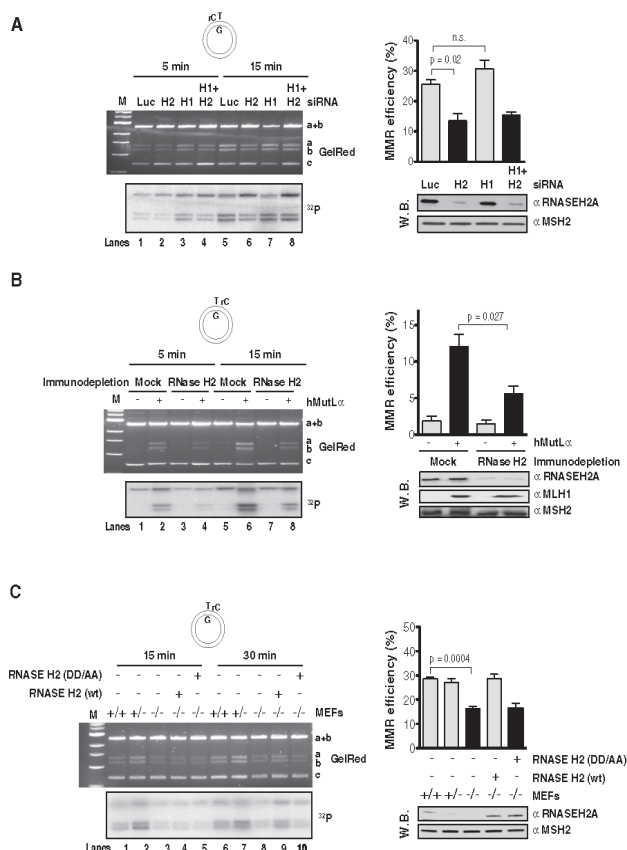 A
rC T
G
5 min 15 min
H1+ H1+
M Luc H2 H1 H2 Luc H2 H1 H2 siRNA
a+b
a
b GelRed
c
32P
Lanes 1 2 3 4 5 6 7 8
MMR efficiency (%)
40
30
20
10
0
n.s.
p = 0.02
H1+
Luc H2 H1 H2 siRNA
W.B.
α RNASEH2A
α MSH2
B
T rC
G
5 min 15 min
Immunodepletion Mock RNase H2 Mock RNase H2
M - + - + - + - + hMutLα
a+b
a
b GelRed
c
32P
Lanes 1 2 3 4 5 6 7 8
MMR efficiency (%)
15
10
5
0
p = 0.027
- + - + hMutLα
Mock RNase H2 Immunodepletion
W.B.
α RNASEH2A
α MLH1
α MSH2
C
T rC
G
15 min 30 min
RNASE H2 (DD/AA) - - - - + - - - - +
RNASE H2 (wt) - - - + - - - - + -
M +/+ +/- -/- -/- -/- +/+ +/- -/- -/- -/- MEFs
a+b
a
b GelRed
c
32P
Lanes 1 2 3 4 5 6 7 8 9 10
MMR efficiency (%)
50
40
30
20
10
0
p = 0.0004
- - - - + RNASE H2 (DD/AA)
- - - + - RNASE H2 (wt)
+/+ +/- -/- -/- -/-
MEFs
W.B.
α RNASEH2A
α MSH2